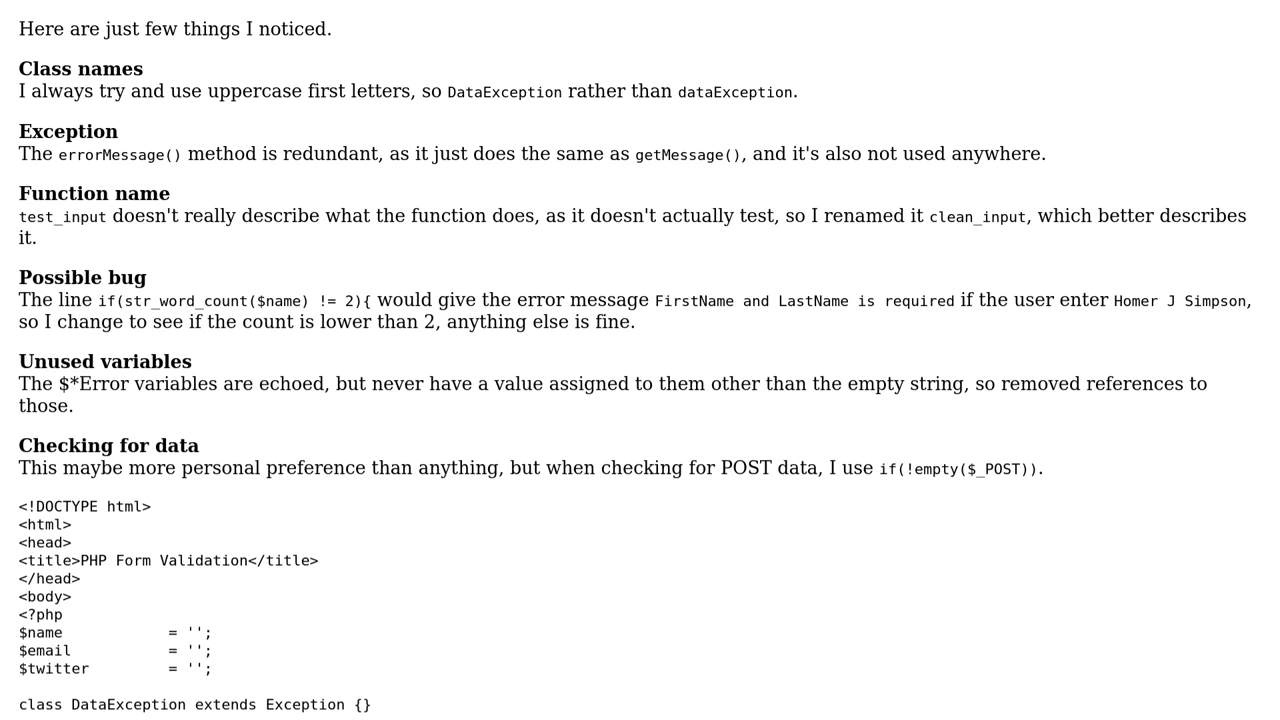 Here are just few things I noticed.
Class names
I always try and use uppercase first letters, so DataException rather than dataException.
Exception
The errorMessage() method is redundant, as it just does the same as getMessage(), and it's also not used anywhere.
Function name
test_input doesn't really describe what the function does, as it doesn't actually test, so I renamed it clean_input, which better describes
it.
Possible bug
The line if(str_word_count($name) != 2){ would give the error message FirstName and LastName is required if the user enter Homer J Simpson,
so I change to see if the count is lower than 2, anything else is fine.
Unused variables
The $*Error variables are echoed, but never have a value assigned to them other than the empty string, so removed references to
those.
Checking for data
This maybe more personal preference than anything, but when checking for POST data, I use if(!empty($_POST)).
<!DOCTYPE html>
<html>
<head>
<title>PHP Form Validation</title>
</head>
<body>
<?php
$name            = '';
$email           = '';
$twitter         = '';
class DataException extends Exception {}